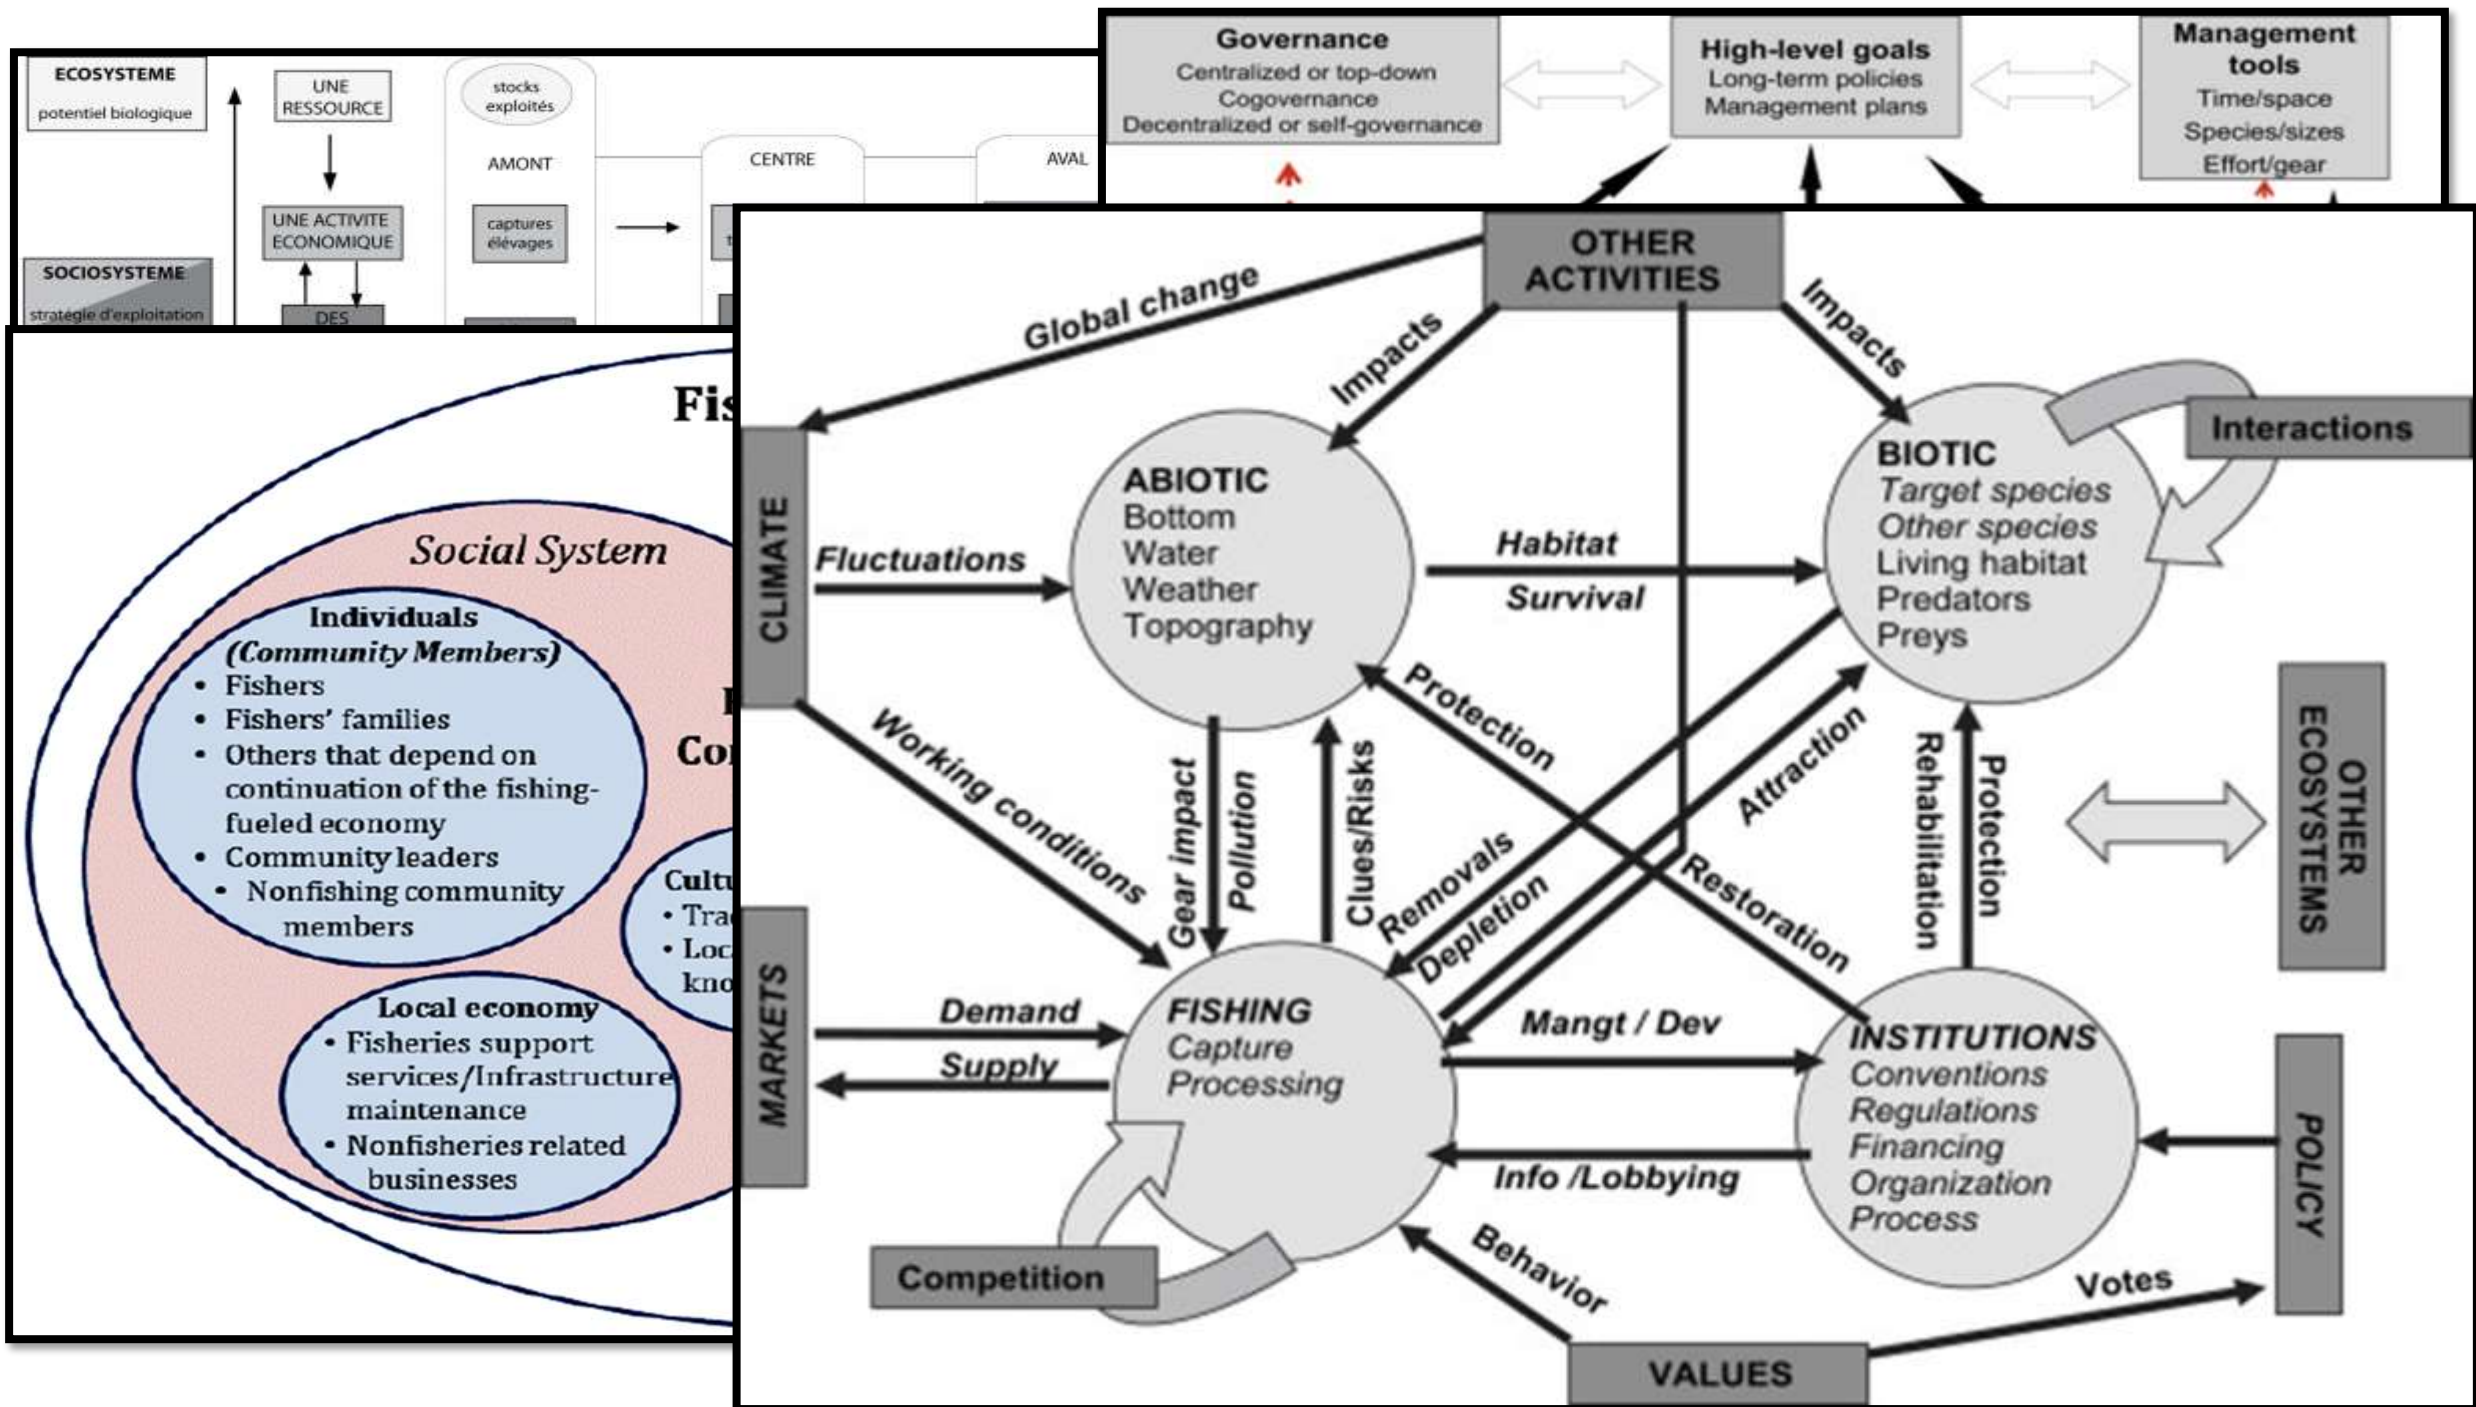 ECOSYSTEME
potentiel biologique
SOCIOSYSTEME
stratégie d'exploitation
UNE
RESSOURCE
UNE ACTIVITE
ECONOMIQUE
DES
stocks
exploités
AMONT
captures
élévages
CENTRE
AVAL
Governance
Centralized or top-down
Cogovernance
Decentralized or self-governance
High-level goals
Long-term policies
Management plans
Management
tools
Time/space
Species/sizes
Effort/gear
Social System
Individuals
(Community Members)
• Fishers
• Fishers' families
• Others that depend on
continuation of the fishing-
fueled economy
• Community leaders
• Nonfishing community
members
Local economy
• Fisheries support
services/Infrastructure
maintenance
• Nonfisheries related
businesses
OTHER
ACTIVITIES
Global change
Impacts
Impacts
CLIMATE
Fluctuations
ABIOTIC
Bottom
Water
Weather
Topography
Habitat
Survival
BIOTIC
Target species
Other species
Living habitat
Predators
Preys
Interactions
Working conditions
Gear impact
Pollution
Clues/Risks
Protection
Restoration
Removals
Depletion
Attraction
Rehabilitation
Protection
OTHER
ECOSYSTEMS
MARKETS
Demand
Supply
FISHING
Capture
Processing
Mangt / Dev
Info /Lobbying
INSTITUTIONS
Conventions
Regulations
Financing
Organization
Process
POLICY
Competition
Behavior
Votes
VALUES